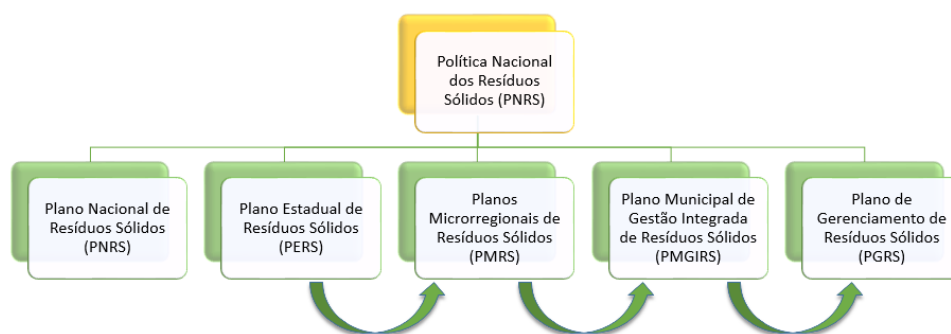 Política Nacional
dos Resíduos
Sólidos (PNRS)
Plano Nacional de
Resíduos Sólidos
(PNRS)
Plano Estadual de
Resíduos Sólidos
(PERS)
Planos
Microrregionais de
Resíduos Sólidos
(PMRS)
Plano Municipal de
Gestão Integrada
de Resíduos Sólidos
(PMGIRS)
Plano de
Gerenciamento de
Resíduos Sólidos
(PGRS)